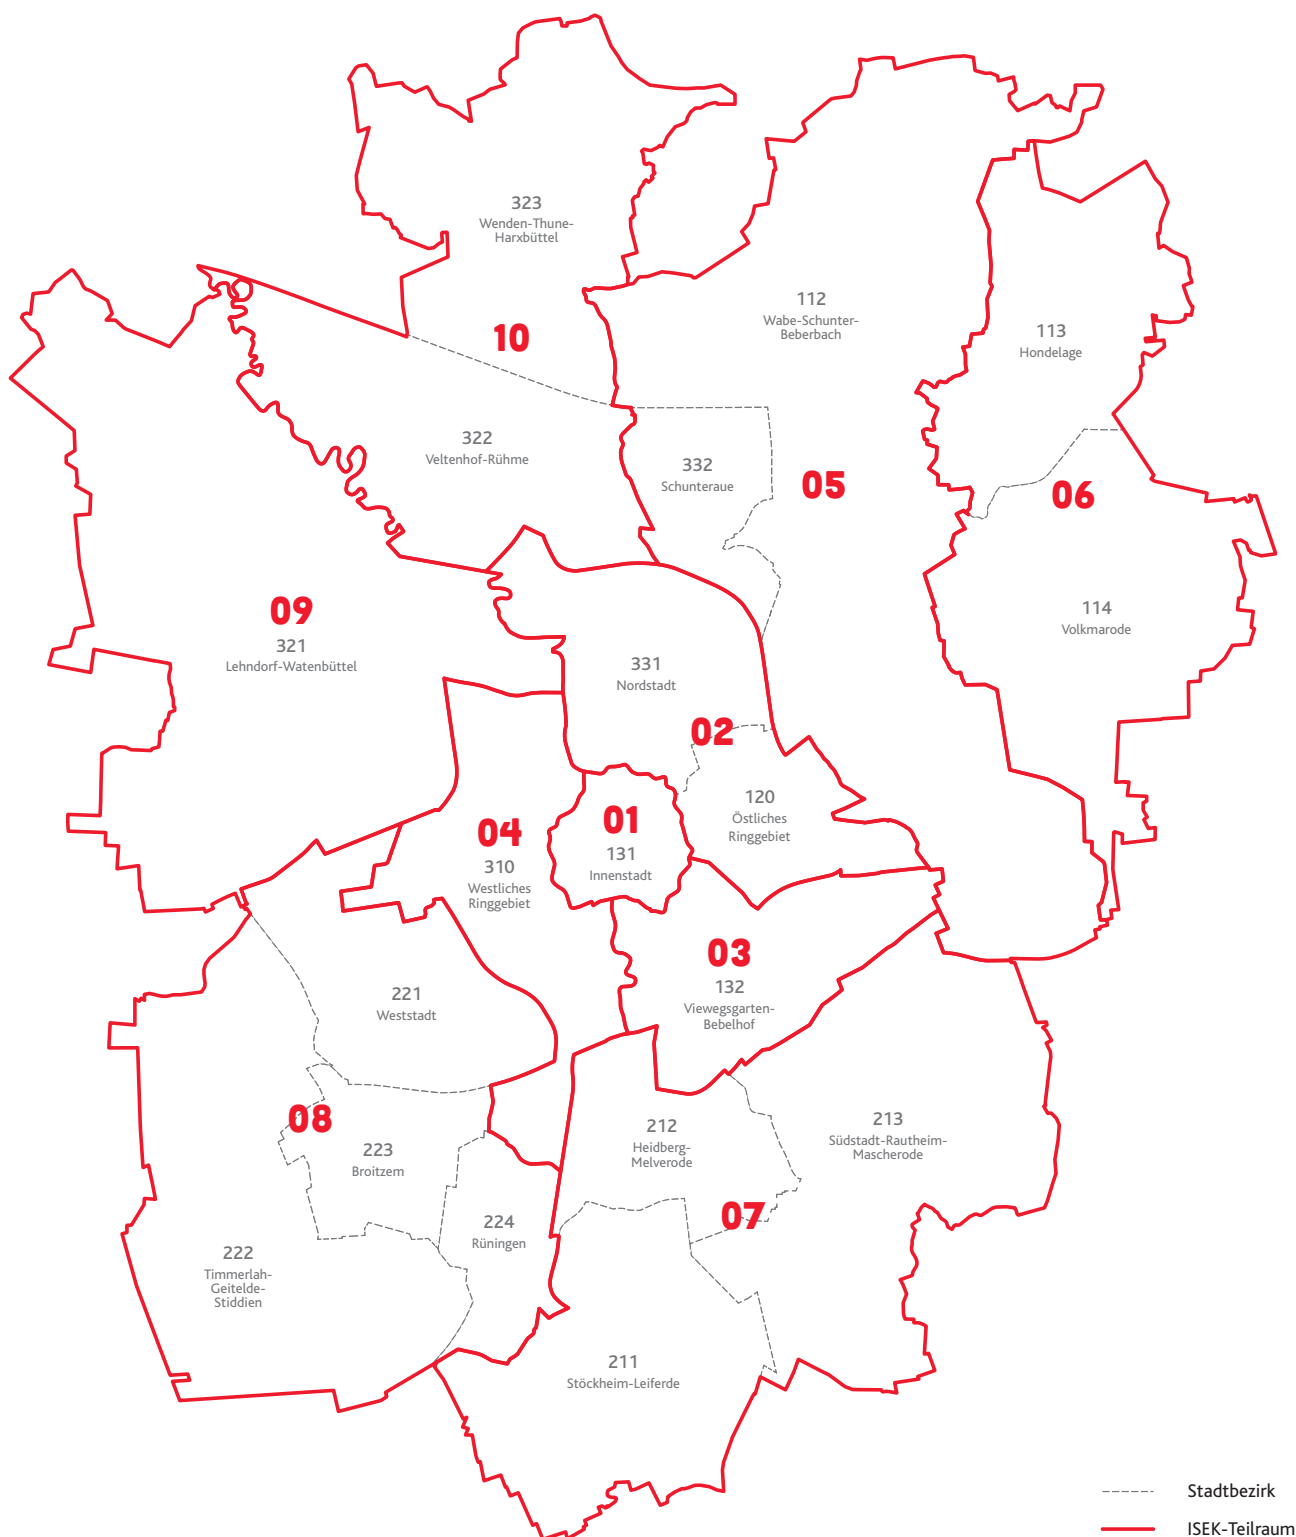 323
Wenden-Thune-
Harxbüttel
112
Wabe-Schunter-
Beberbach
113
Hondelage
10
322
Veltenhof-Rühme
332
Schunteraue
05
06
09
321
Lehndorf-Watenbüttel
114
Volkmarode
331
Nordstadt
02
120
Östliches
Ringgebiet
01
131
Innenstadt
04
310
Westliches
Ringgebiet
03
132
Viewegsgarten-
Bebelhof
221
Weststadt
08
223
Broitzem
212
Heidberg-
Melverode
213
Südstadt-Rautheim-
Mascherode
07
224
Rüningen
222
Timmerlah-
Geitelde-
Stiddien
211
Stöckheim-Leiferde
Stadtbezirk
ISEK-Teilraum